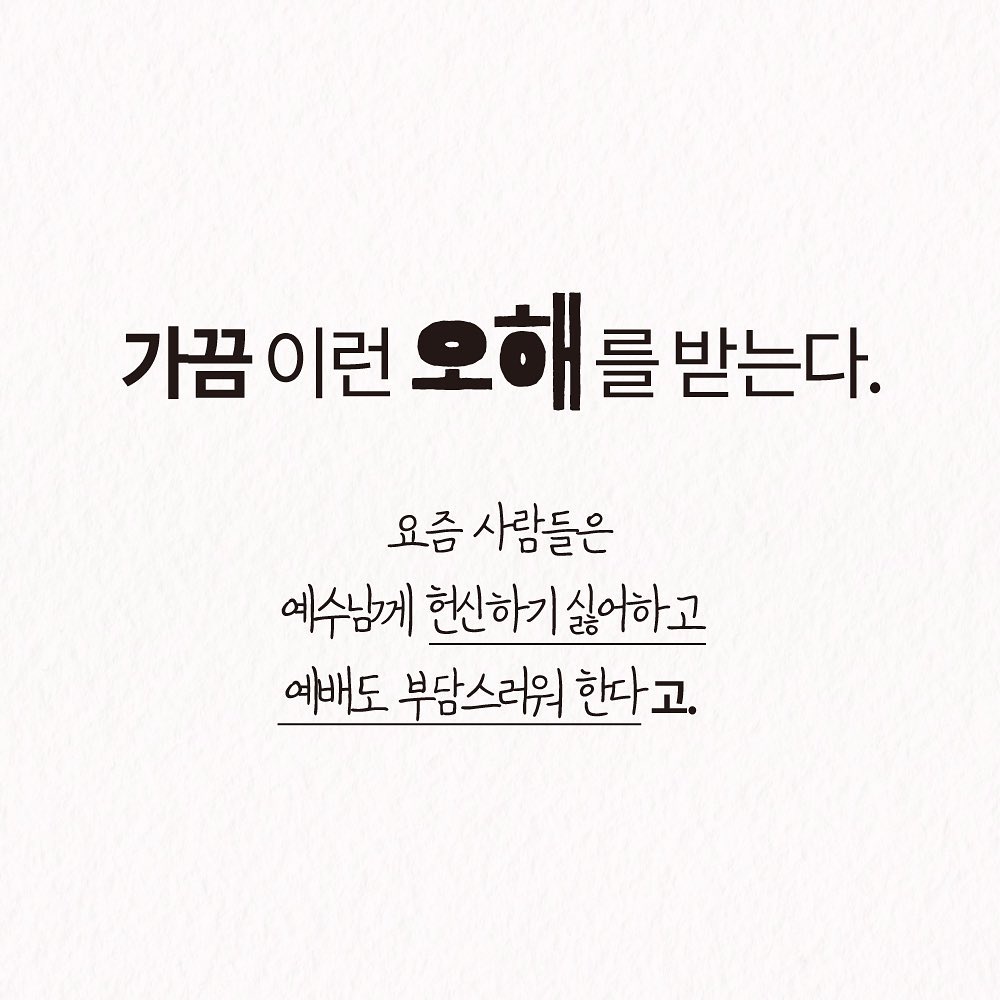 가끔 이런 오해를 받는다.
요즘 사람들은
예수님께 헌신하기 싫어하고
예배도 부담스러워 한다고.